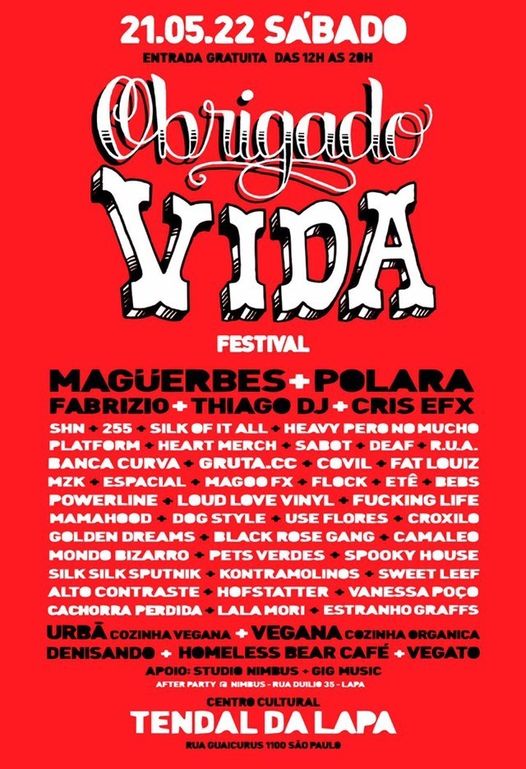 21.05.22 SÁBADO
ENTRADA GRATUITA DAS 12H AS 20H
Obrigado
VIDA
FESTIVAL
MAGÜERBES + POLARA
FABRIZIO + THIAGO DJ + CRIS EFX
SHN + 255 + SILK OF IT ALL + HEAVY PERO NO MUCHO
PLATFORM + HEART MERCH + SABOT + DEAF + R.U.A.
BANCA CURVA + GRUTA.CC + COVIL + FAT LOUIZ
MZK + ESPACIAL + MAGOO FX + FLOCK + ETÊ + BEBS
POWERLINE + LOUD LOVE VINYL + FUCKING LIFE
MAMAHOOD + DOG STYLE + USE FLORES + CROXILO
GOLDEN DREAMS + BLACK ROSE GANG + CAMALEO
MONDO BIZARRO + PETS VERDES + SPOOKY HOUSE
SILK SILK SPUTNIK + KONTRAMOLINOS + SWEET LEEF
ALTO CONTRASTE + HOFSTATTER + VANESSA POÇO
CACHORRA PERDIDA + LALA MORI + ESTRANHO GRAFFS
URBÃ COZINHA VEGANA + VEGANA COZINHA ORGANICA
DENISANDO + HOMELESS BEAR CAFÉ + VEGATO
APOIO: STUDIO NIMBUS + GIG MUSIC
AFTER PARTY @ NIMBUS - RUA DUILIO 35 - LAPA
CENTRO CULTURAL
TENDAL DA LAPA
RUA GUAICURUS 1100 SÃO PAULO